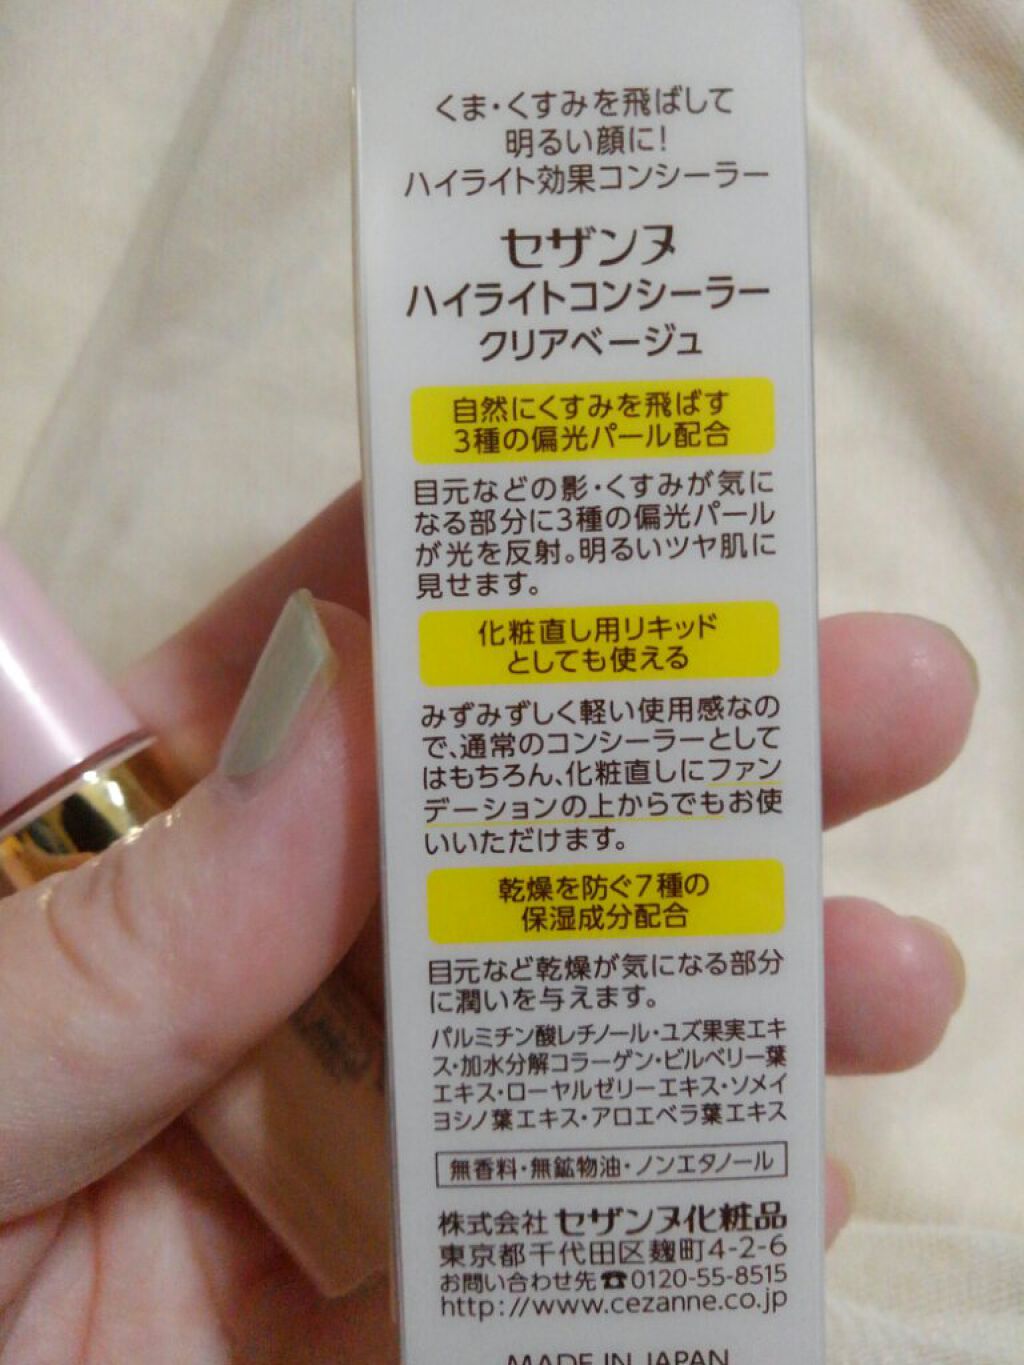 くま・くすみを飛ばして
明るい顔に!
ハイライト効果コンシーラー
セザンヌ
ハイライトコンシーラー
クリアベージュ
自然にくすみを飛ばす
3種の偏光パール配合
目元などの影・くすみが気に
なる部分に3種の偏光パール
が光を反射。明るいツヤ肌に
見せます。
化粧直し用リキッド
としても使える
みずみずしく軽い使用感なの
で、通常のコンシーラーとして
はもちろん、化粧直しにファン
デーションの上からでもお使
いいただけます。
乾燥を防ぐ7種の
保湿成分配合
目元など乾燥が気になる部分
に潤いを与えます。
パルミチン酸レチノール・ユズ果実エキ
ス・加水分解コラーゲン・ビルベリー葉
エキス・ローヤルゼリーエキス・ソメイ
ヨシノ葉エキス・アロエベラ葉エキス
無香料・無鉱物油・ノンエタノール
株式会社 セザンヌ化粧品
東京都千代田区麹町4-2-6
お問い合わせ先☎0120-55-8515
http://www.cezanne.co.jp
MADE IN JAPAN